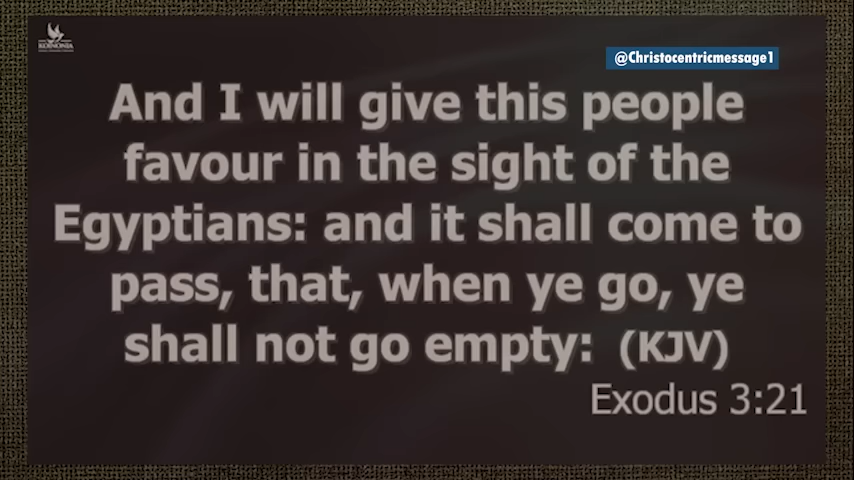 KOINONIA
@Christocentricmessage1
And I will give this people
favour in the sight of the
Egyptians: and it shall come to
pass, that, when ye go, ye
shall not go empty: (KJV)
Exodus 3:21